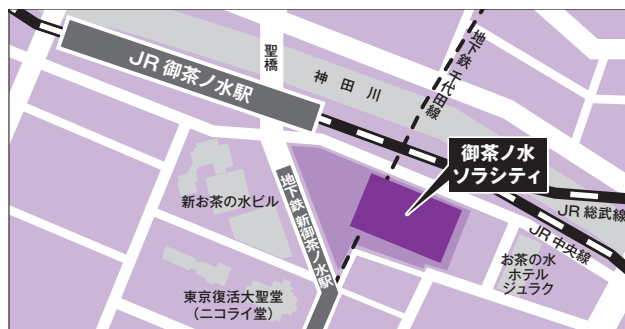 JR 御茶ノ水駅
聖橋
神田川
地下鉄 千代田線
御茶ノ水
ソラシティ
新お茶の水ビル
地下鉄 新御茶ノ水駅
JR 総武線
JR 中央線
お茶の水
ホテル
ジュラク
東京復活大聖堂
(ニコライ堂)